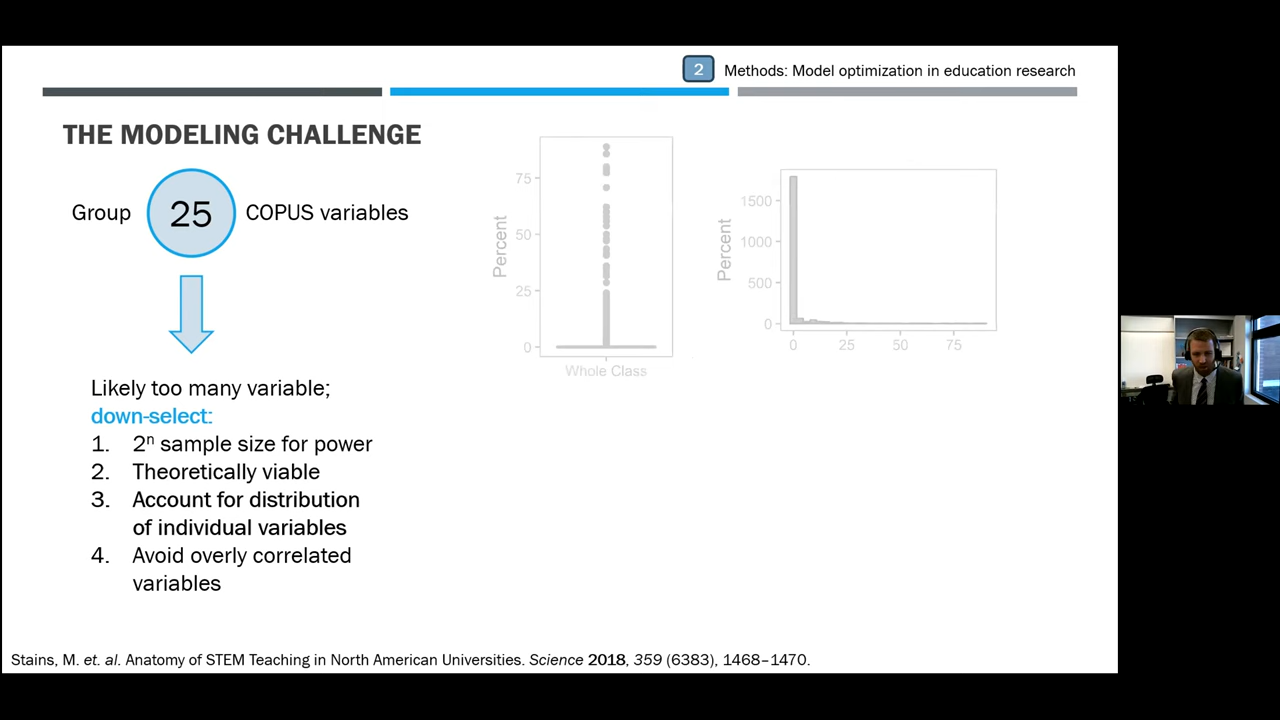 2
Methods: Model optimization in education research
THE MODELING CHALLENGE
Group
25
COPUS variables
Likely too many variable;
down-select:
1. 2ⁿ sample size for power
2. Theoretically viable
3. Account for distribution
of individual variables
4. Avoid overly correlated
variables
Percent
75
50
25
0
Whole Class
Percent
1500
1000
500
0
0 25 50 75
Stains, M. et. al. Anatomy of STEM Teaching in North American Universities. Science 2018, 359 (6383), 1468–1470.